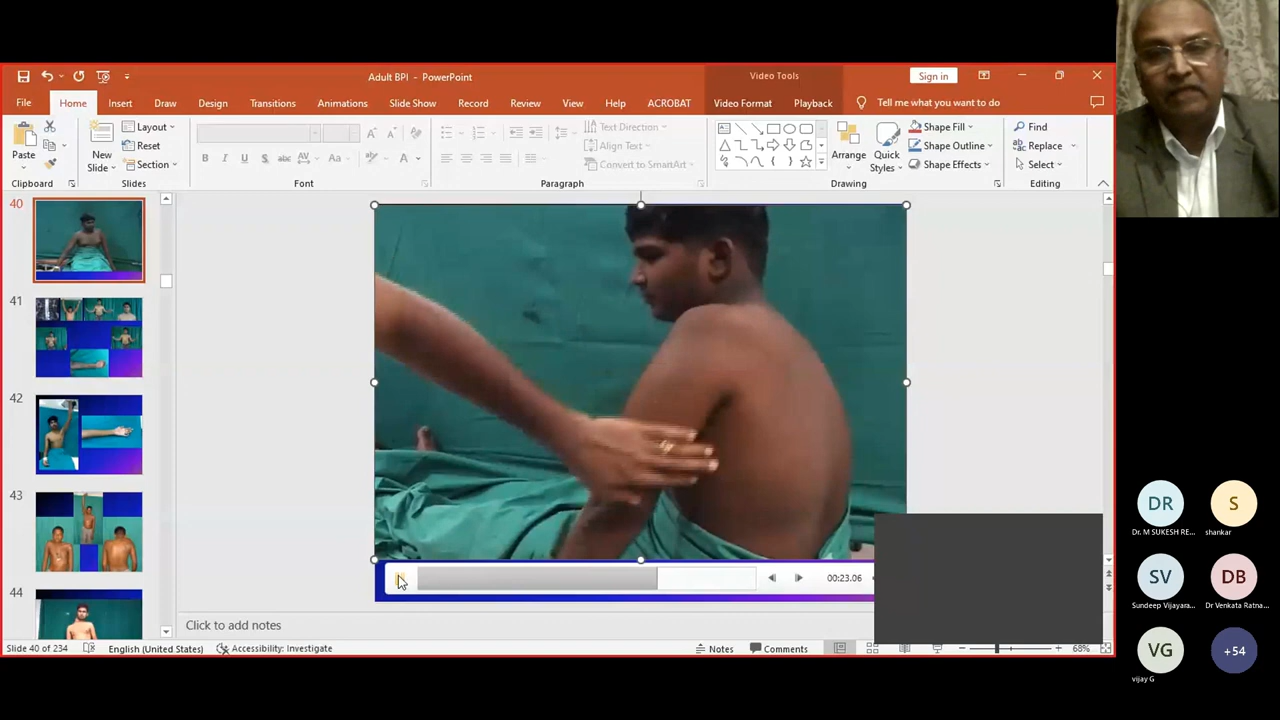 Adult BPI - PowerPoint
Video Tools
Sign in
File
Home
Insert
Draw
Design
Transitions
Animations
Slide Show
Record
Review
View
Help
ACROBAT
Video Format
Playback
Tell me what you want to do
Paste
New
Slide
Layout
Reset
Section
B I U S abc AV Aa A
Text Direction
Align Text
Convert to SmartArt
Arrange
Quick
Styles
Shape Fill
Shape Outline
Shape Effects
Find
Replace
Select
Clipboard
Slides
Font
Paragraph
Drawing
Editing
40
41
42
43
44
00:23.06
Click to add notes
Slide 40 of 234
English (United States)
Accessibility: Investigate
Notes
Comments
68%
DR
Dr. M SUKESH RE...
S
shankar
SV
Sundeep Vijayara...
DB
Dr Venkata Ratna...
VG
vijay G
+54